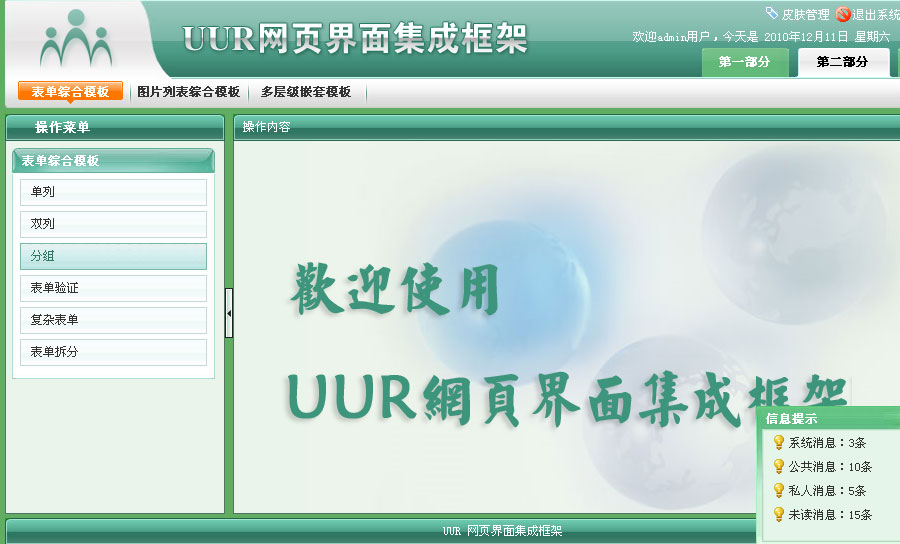 UUR网页界面集成框架
皮肤管理 退出系统
欢迎admin用户，今天是 2010年12月11日 星期六
第一部分 第二部分
表单综合模板 图片列表综合模板 多层级嵌套模板
操作菜单
操作内容
表单综合模板
单列
双列
分组
表单验证
复杂表单
表单拆分
歡迎使用
UUR網頁界面集成框架
信息提示
系统消息：3条
公共消息：10条
私人消息：5条
未读消息：15条
UUR 网页界面集成框架